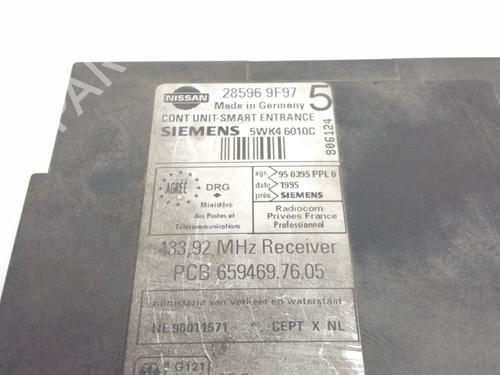 NISSAN
28596 9F97 5
Made in Germany
CONT UNIT-SMART ENTRANCE
SIEMENS 5WK4 6010C
806124
AGRÉÉ
DRG
Ministère
des Postes et
Télécommunications
agr 95 0395 PPL 0
date 1995
prés SIEMENS
Radiocom
Privées France
Professionnel
433,92 MHz Receiver
PCB 659469.76.05
ministerie van verkeer en waterstaat
NL 96011571 CEPT X NL
G121